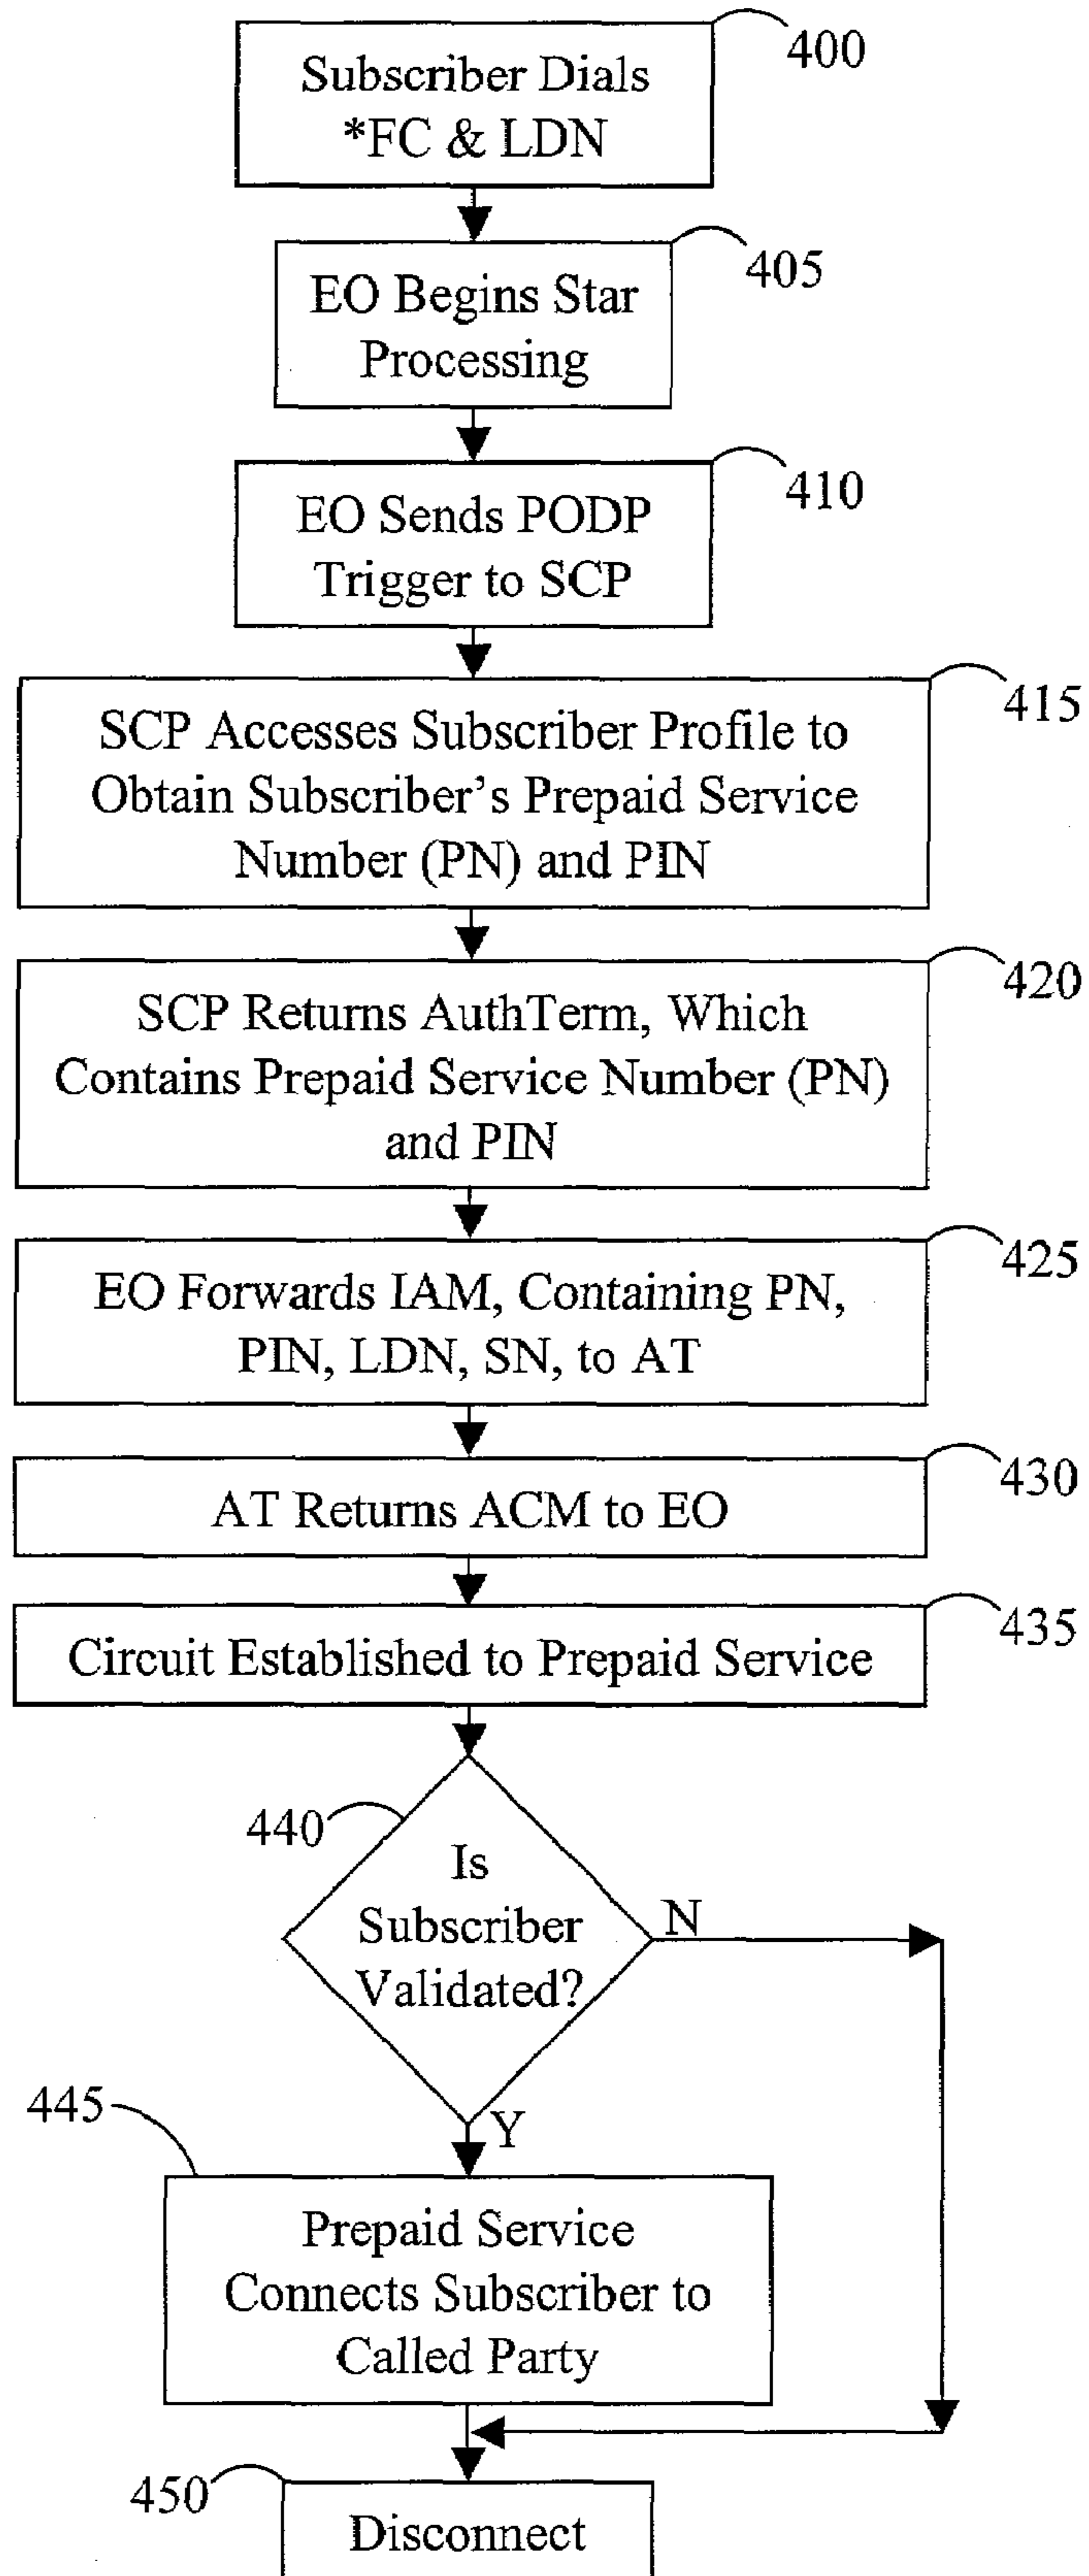 400
Subscriber Dials
*FC & LDN
405
EO Begins Star
Processing
410
EO Sends PODP
Trigger to SCP
415
SCP Accesses Subscriber Profile to
Obtain Subscriber's Prepaid Service
Number (PN) and PIN
420
SCP Returns AuthTerm, Which
Contains Prepaid Service Number (PN)
and PIN
425
EO Forwards IAM, Containing PN,
PIN, LDN, SN, to AT
430
AT Returns ACM to EO
435
Circuit Established to Prepaid Service
440
Is
Subscriber
Validated?
N
Y
445
Prepaid Service
Connects Subscriber to
Called Party
450
Disconnect